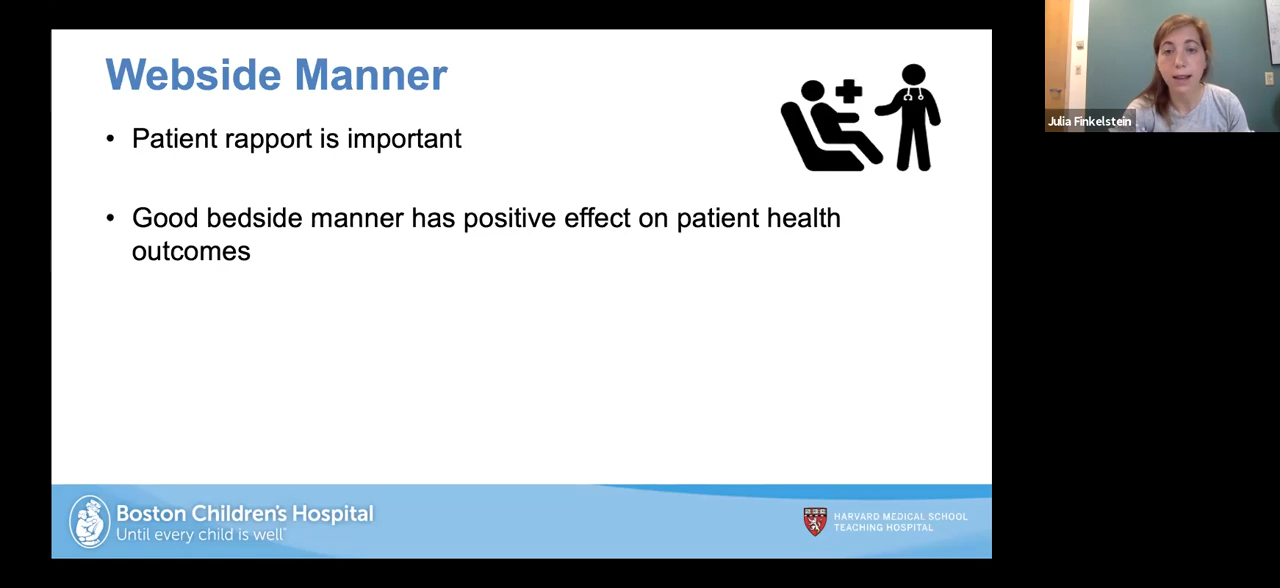 Webside Manner
• Patient rapport is important
• Good bedside manner has positive effect on patient health
outcomes
Boston Children's Hospital
Until every child is well™
HARVARD MEDICAL SCHOOL
TEACHING HOSPITAL
Julia Finkelstein